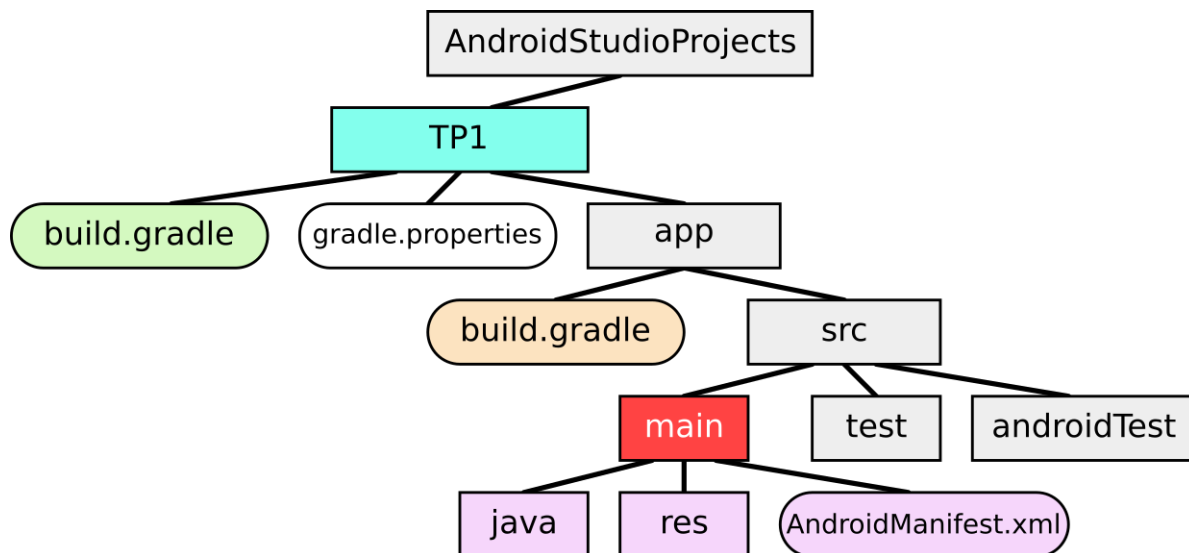 AndroidStudioProjects
TP1
build.gradle
gradle.properties
app
build.gradle
src
main
test
androidTest
java
res
AndroidManifest.xml